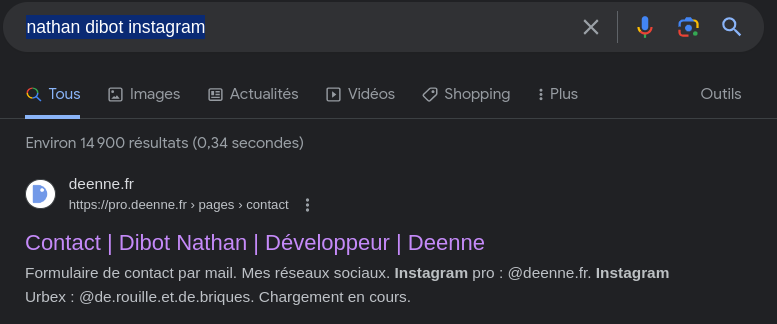 nathan dibot instagram
Tous Images Actualités Vidéos Shopping Plus Outils
Environ 14 900 résultats (0,34 secondes)
deenne.fr
https://pro.deenne.fr › pages › contact
Contact | Dibot Nathan | Développeur | Deenne
Formulaire de contact par mail. Mes réseaux sociaux. Instagram pro : @deenne.fr. Instagram
Urbex : @de.rouille.et.de.briques. Chargement en cours.